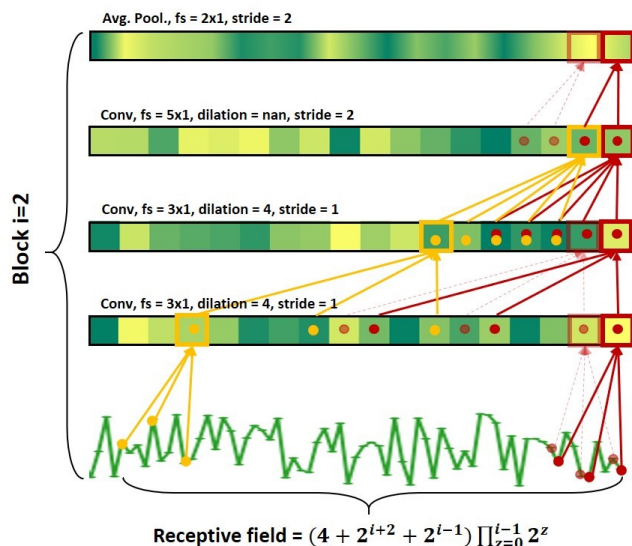 Avg. Pool., fs = 2x1, stride = 2
Conv, fs = 5x1, dilation = nan, stride = 2
Block i=2
Conv, fs = 3x1, dilation = 4, stride = 1
Conv, fs = 3x1, dilation = 4, stride = 1
Receptive field = $(4 + 2^{i+2} + 2^{i-1}) \prod_{z=0}^{i-1} 2^z$